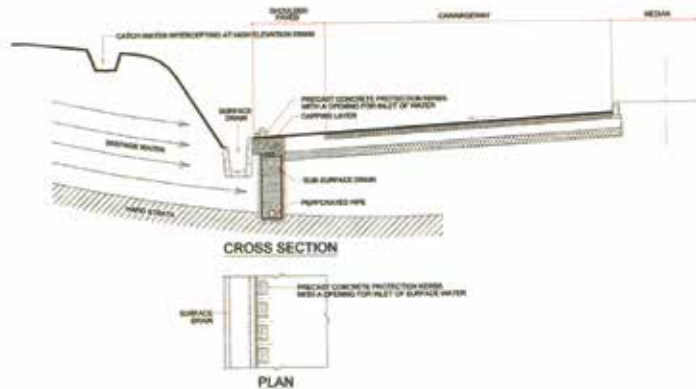 SHOULDER
PAVED
CARRIAGEWAY
MEDIAN
CATCH WATER INTERCEPTING AT HIGH ELEVATION DRAIN
SURFACE
DRAIN
PRECAST CONCRETE PROTECTION KERBS
WITH A OPENING FOR INLET OF WATER
CAPPING LAYER
SEEPAGE WATER
SUB SURFACE DRAIN
PERFORATED PIPE
HARD STRATA
CROSS SECTION
PRECAST CONCRETE PROTECTION KERBS
WITH A OPENING FOR INLET OF SURFACE WATER
SURFACE
DRAIN
PLAN